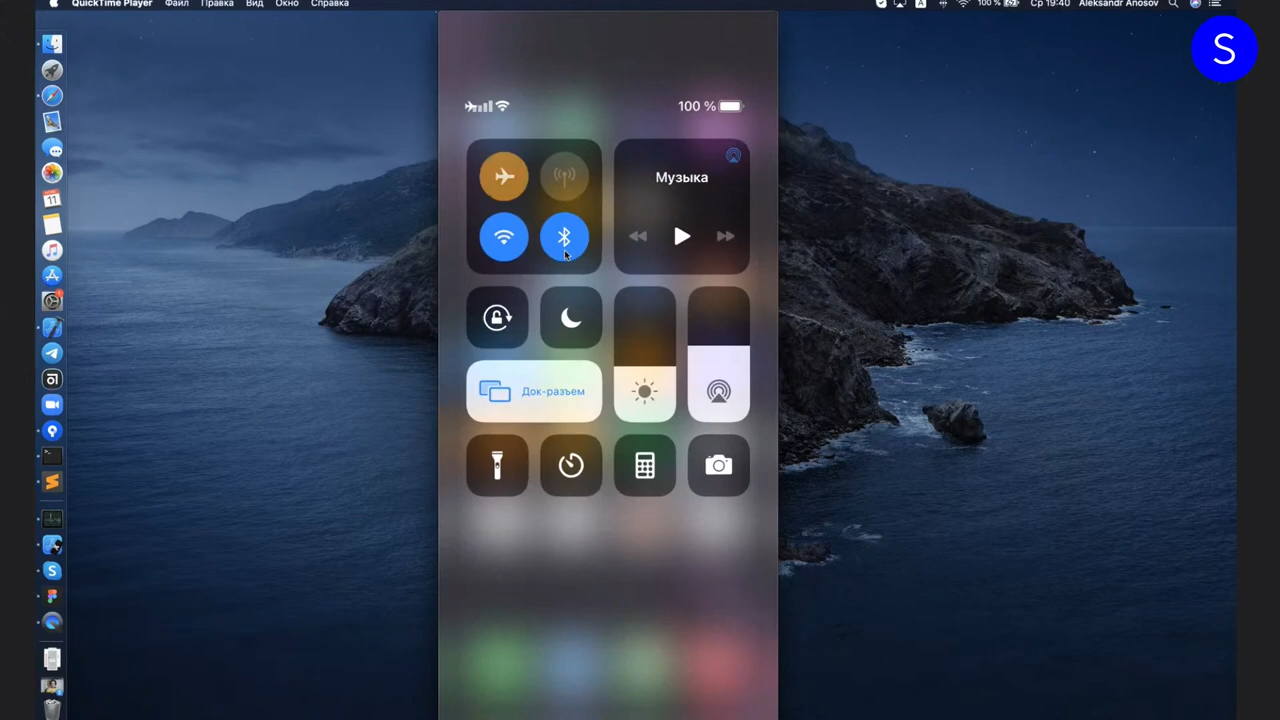 QuickTime Player Файл Правка Вид Окно Справка 100 % Ср 19:40 Aleksandr Anosov
S
100 %
Музыка
Док-разъем